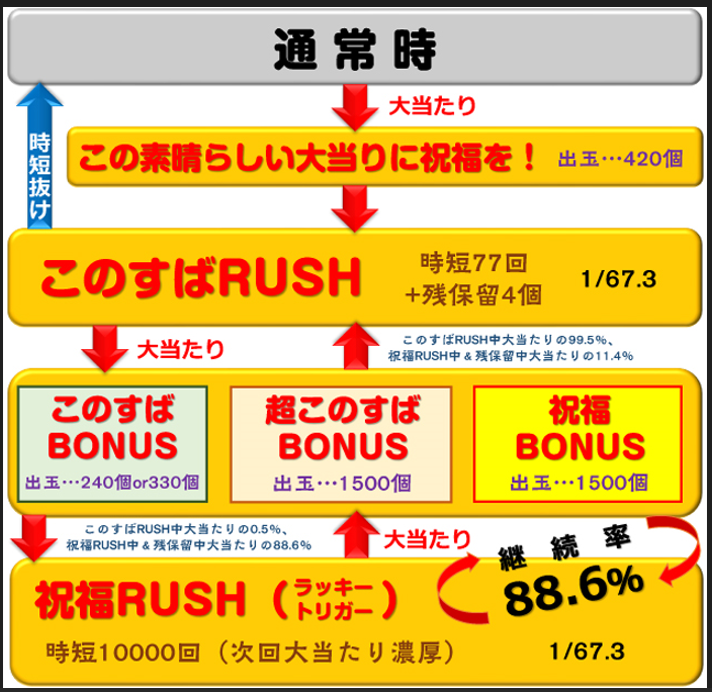 通常時
大当たり
時短抜け
この素晴らしい大当りに祝福を！ 出玉…420個
このすばRUSH
時短77回
+残保留4個
1/67.3
大当たり
このすばRUSH中大当たりの99.5%、
祝福RUSH中&残保留中大当たりの11.4%
このすば
BONUS
出玉…240個or330個
超このすば
BONUS
出玉…1500個
祝福
BONUS
出玉…1500個
このすばRUSH中大当たりの0.5%、
祝福RUSH中&残保留中大当たりの88.6%
大当たり
継続率
88.6%
祝福RUSH（ラッキー
トリガー）
時短10000回（次回大当たり濃厚）
1/67.3